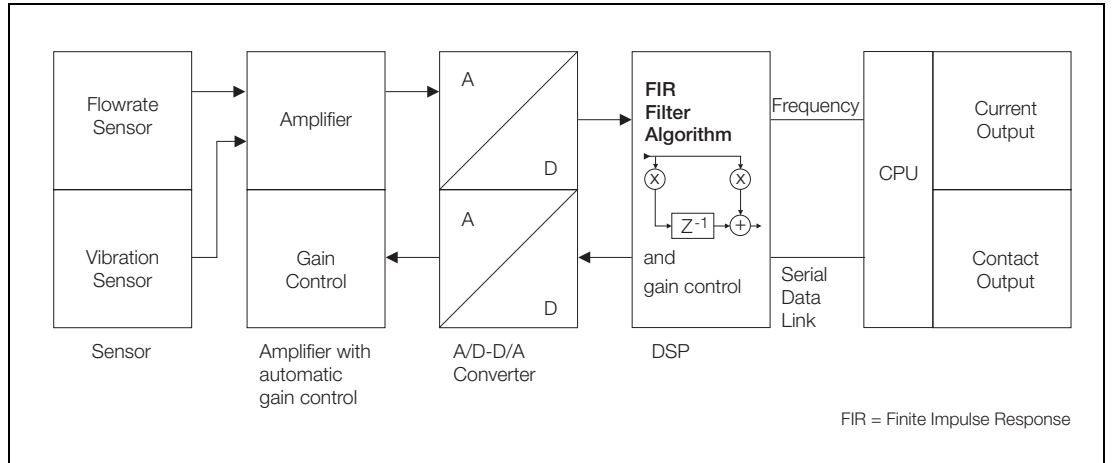 Flowrate
Sensor
Vibration
Sensor
Sensor
Amplifier
Gain
Control
Amplifier with
automatic
gain control
A
D
A
D
A/D-D/A
Converter
FIR
Filter
Algorithm
X
X
Z-1
+
and
gain control
DSP
Frequency
Serial
Data
Link
CPU
Current
Output
Contact
Output
FIR = Finite Impulse Response